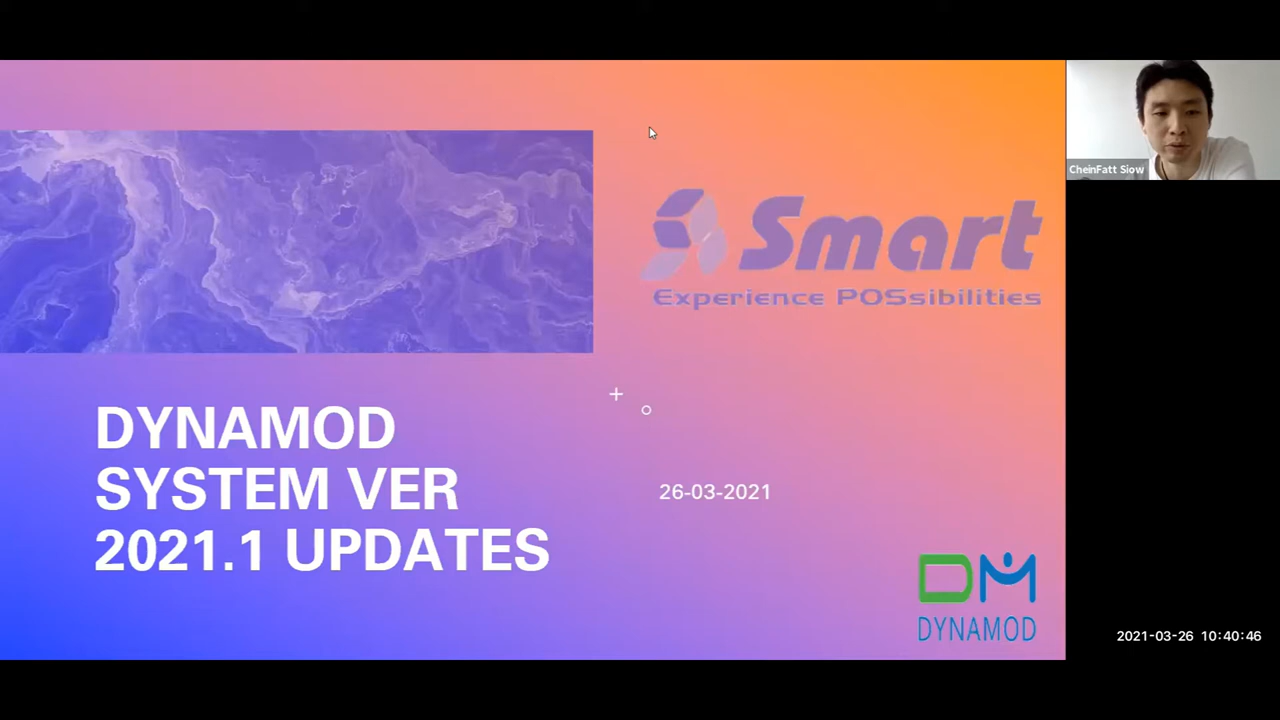 Smart
Experience POSsibilities
CheinFatt Siow
DYNAMOD
SYSTEM VER
2021.1 UPDATES
26-03-2021
DM
DYNAMOD
2021-03-26 10:40:46